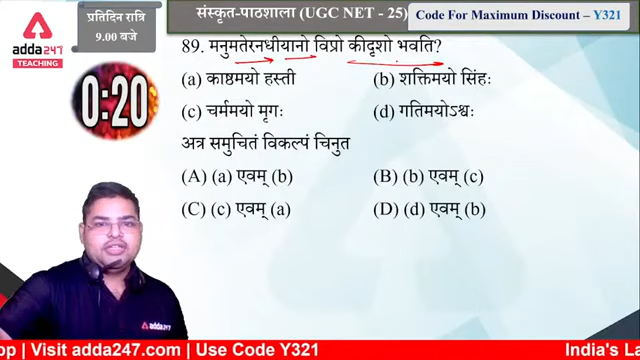 प्रतिदिन रात्रि
9.00 बजे
संस्कृत-पाठशाला (UGC NET - 25)
Code For Maximum Discount – Y321
adda247
TEACHING
89. मनुमतेरनधीयानो विप्रो कीदृशो भवति?
(a) काष्ठमयो हस्ती (b) शक्तिमयो सिंहः
0:20
(c) चर्ममयो मृगः (d) गतिमयोऽश्वः
अत्र समुचितं विकल्पं चिनुत
(A) (a) एवम् (b) (B) (b) एवम् (c)
(C) (c) एवम् (a) (D) (d) एवम् (b)
adda247
| Visit adda247.com | Use Code Y321 India's